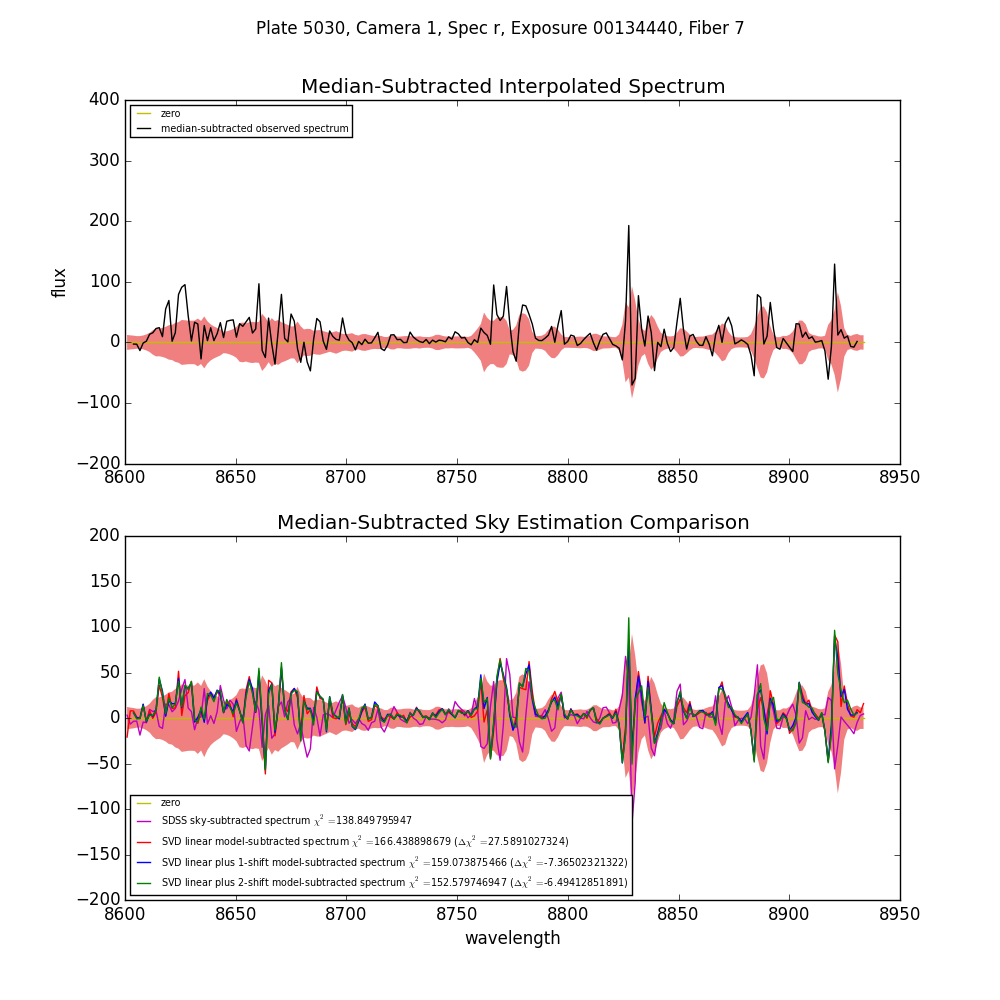 Plate 5030, Camera 1, Spec r, Exposure 00134440, Fiber 7
Median-Subtracted Interpolated Spectrum
400
300
200
100
0
−100
−200
flux
zero
median-subtracted observed spectrum
8600 8650 8700 8750 8800 8850 8900 8950
Median-Subtracted Sky Estimation Comparison
200
150
100
50
0
−50
−100
−150
−200
zero
SDSS sky-subtracted spectrum χ² =138.849795947
SVD linear model-subtracted spectrum χ² =166.438898679 (Δχ² =27.5891027324)
SVD linear plus 1-shift model-subtracted spectrum χ² =159.073875466 (Δχ² =-7.36502321322)
SVD linear plus 2-shift model-subtracted spectrum χ² =152.579746947 (Δχ² =-6.49412851891)
8600 8650 8700 8750 8800 8850 8900 8950
wavelength